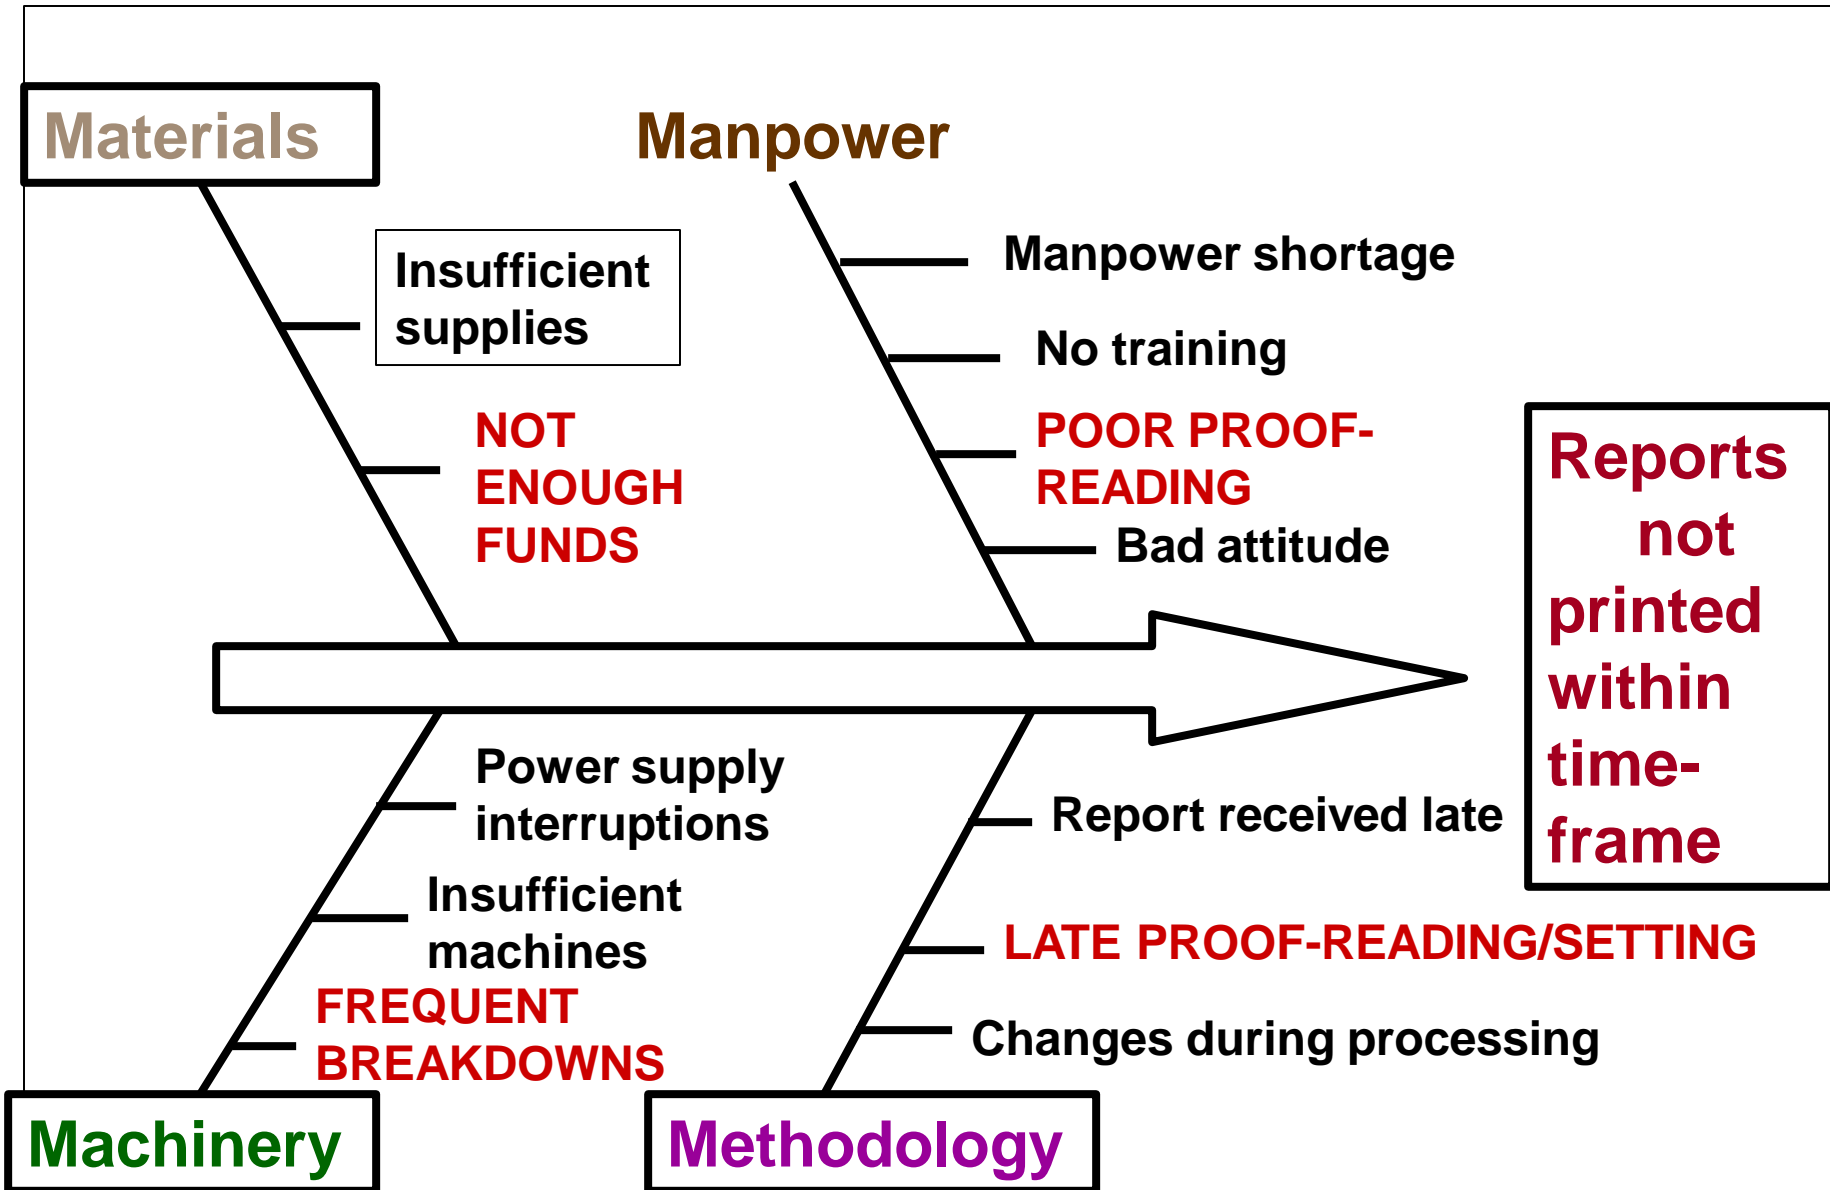 Materials
Manpower
Insufficient
supplies
NOT
ENOUGH
FUNDS
Manpower shortage
No training
POOR PROOF-
READING
Bad attitude
Reports
not
printed
within
time-
frame
Power supply
interruptions
Insufficient
machines
FREQUENT
BREAKDOWNS
Report received late
LATE PROOF-READING/SETTING
Changes during processing
Machinery
Methodology